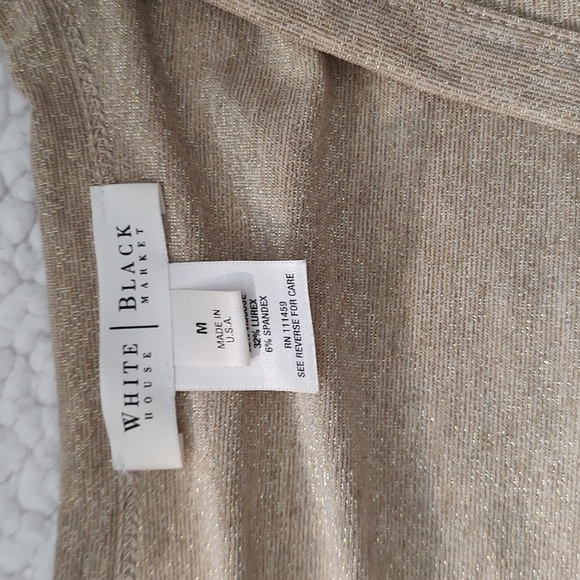 WHITE | BLACK
HOUSE MARKET
M
MADE IN
U.S.A.
32% LUREX
6% SPANDEX
RN 111459
SEE REVERSE FOR CARE